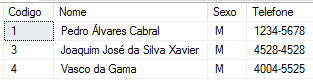 Codigo Nome Sexo Telefone
1 Pedro Álvares Cabral M 1234-5678
3 Joaquim José da Silva Xavier M 4528-4528
4 Vasco da Gama M 4004-5525